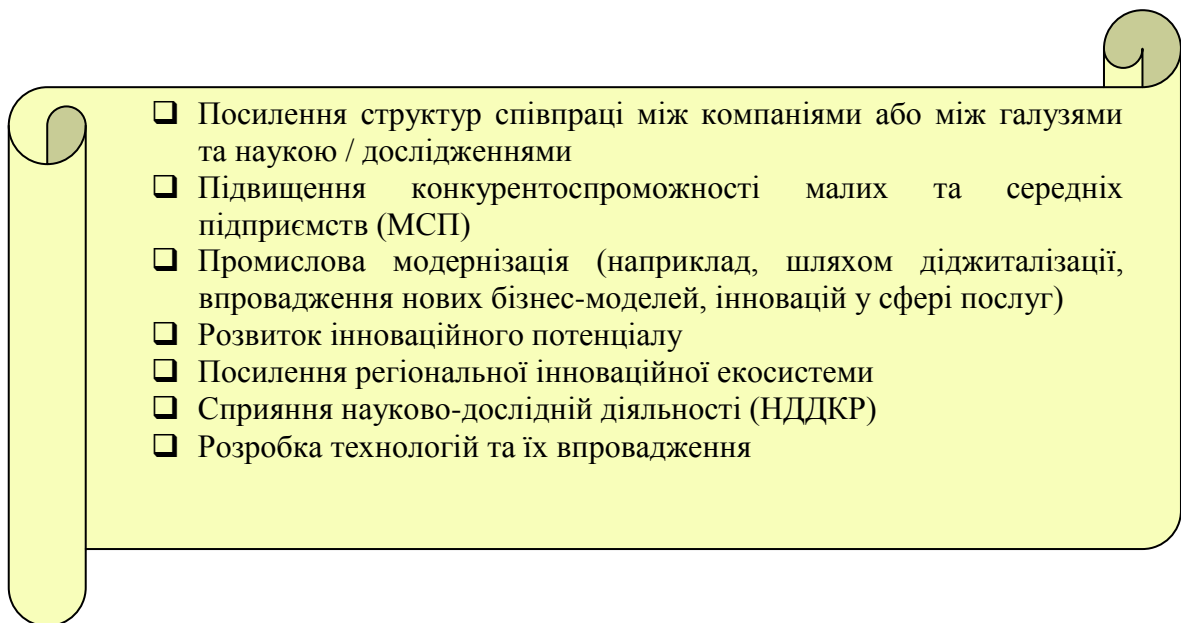 Посилення структур співпраці між компаніями або між галузями
та наукою / дослідженнями
Підвищення конкурентоспроможності малих та середніх
підприємств (МСП)
Промислова модернізація (наприклад, шляхом діджиталізації,
впровадження нових бізнес-моделей, інновацій у сфері послуг)
Розвиток інноваційного потенціалу
Посилення регіональної інноваційної екосистеми
Сприяння науково-дослідній діяльності (НДДКР)
Розробка технологій та їх впровадження